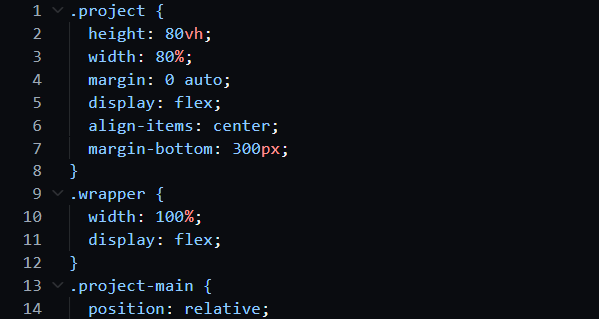 1 .project {
2 height: 80vh;
3 width: 80%;
4 margin: 0 auto;
5 display: flex;
6 align-items: center;
7 margin-bottom: 300px;
8 }
9 .wrapper {
10 width: 100%;
11 display: flex;
12 }
13 .project-main {
14 position: relative;